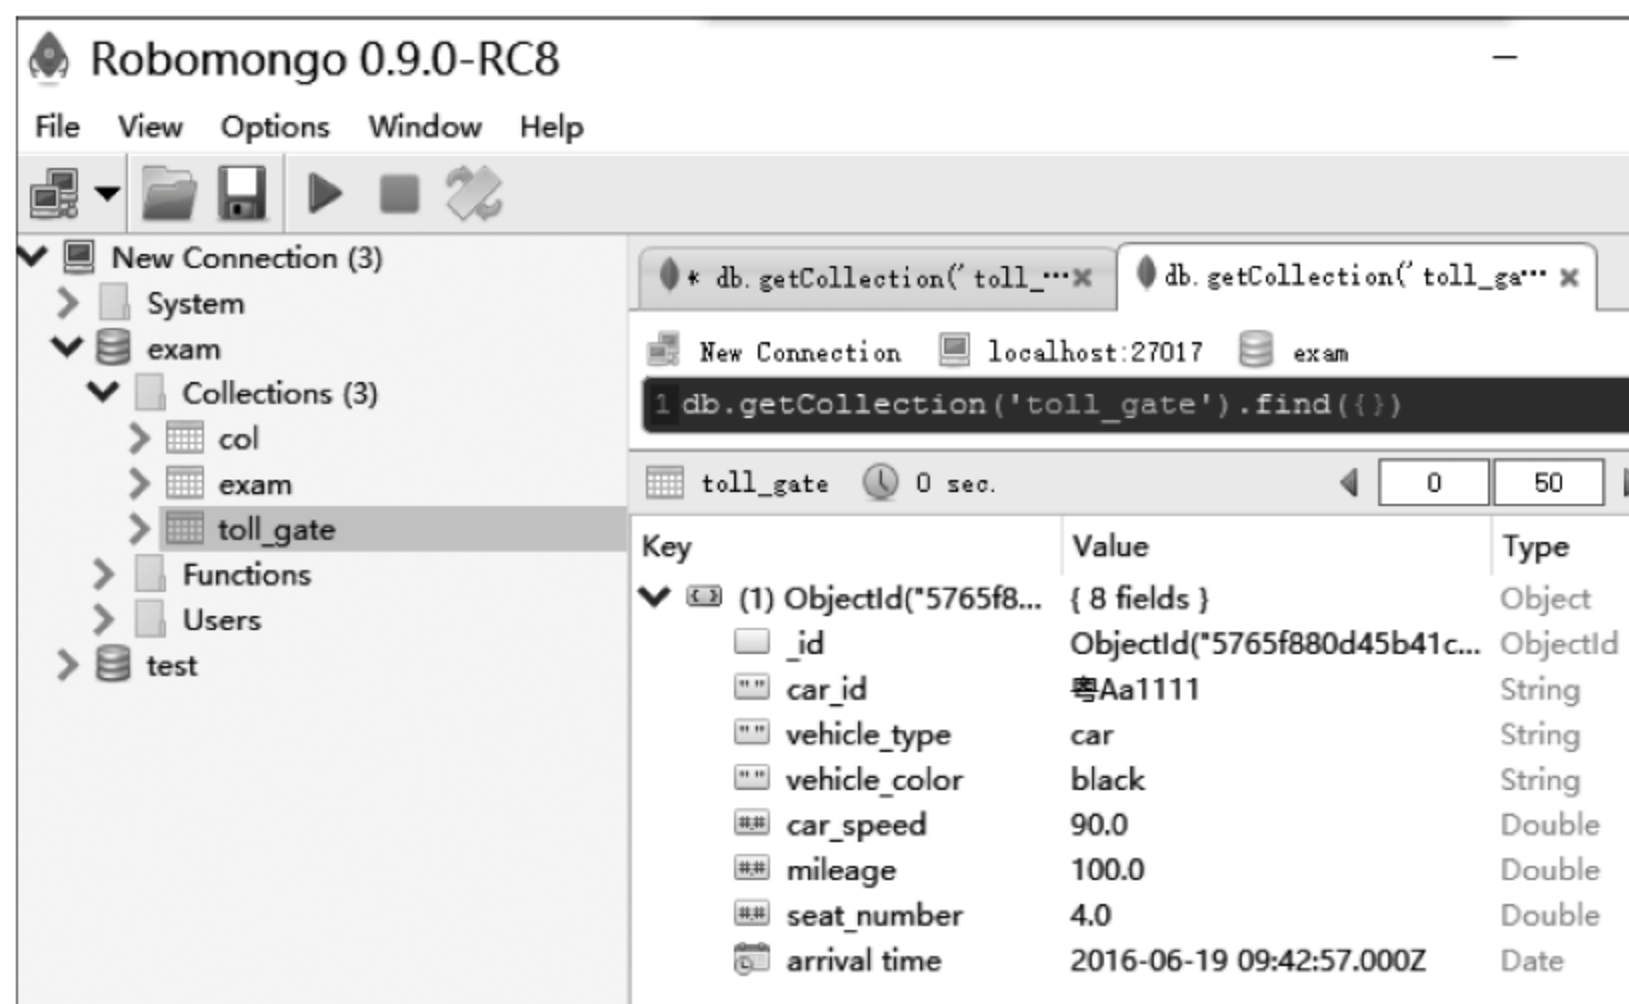 Robomongo 0.9.0-RC8
File View Options Window Help
New Connection (3)
System
exam
Collections (3)
col
exam
toll_gate
Functions
Users
test
* db.getCollection('toll_··· db.getCollection('toll_ga···
New Connection localhost:27017 exam
1 db.getCollection('toll_gate').find({})
toll_gate 0 sec. 0 50
Key Value Type
(1) ObjectId("5765f8... { 8 fields } Object
_id ObjectId("5765f880d45b41c... ObjectId
car_id 粤Aa1111 String
vehicle_type car String
vehicle_color black String
car_speed 90.0 Double
mileage 100.0 Double
seat_number 4.0 Double
arrival time 2016-06-19 09:42:57.000Z Date